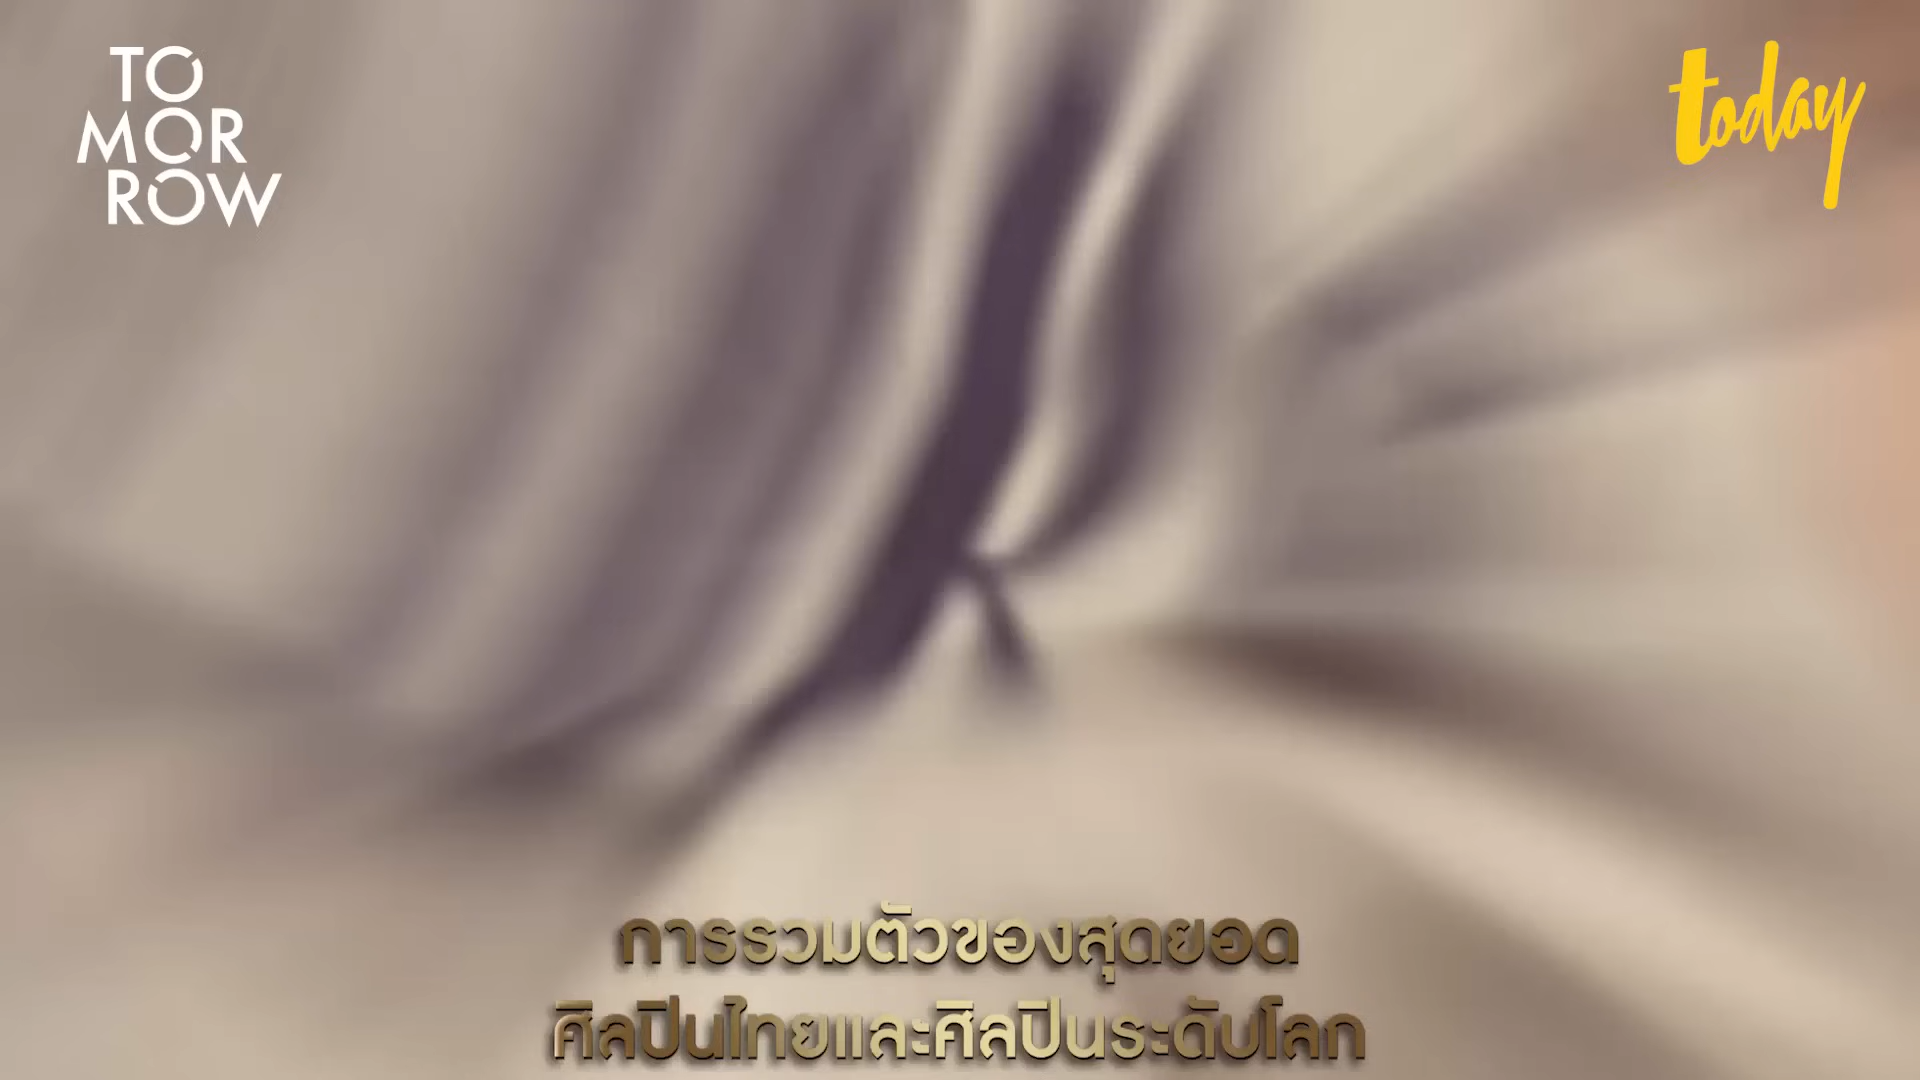 TO
MOR
ROW
today
การรวมตัวของสุดยอด
ศิลปินไทยและศิลปินระดับโลก